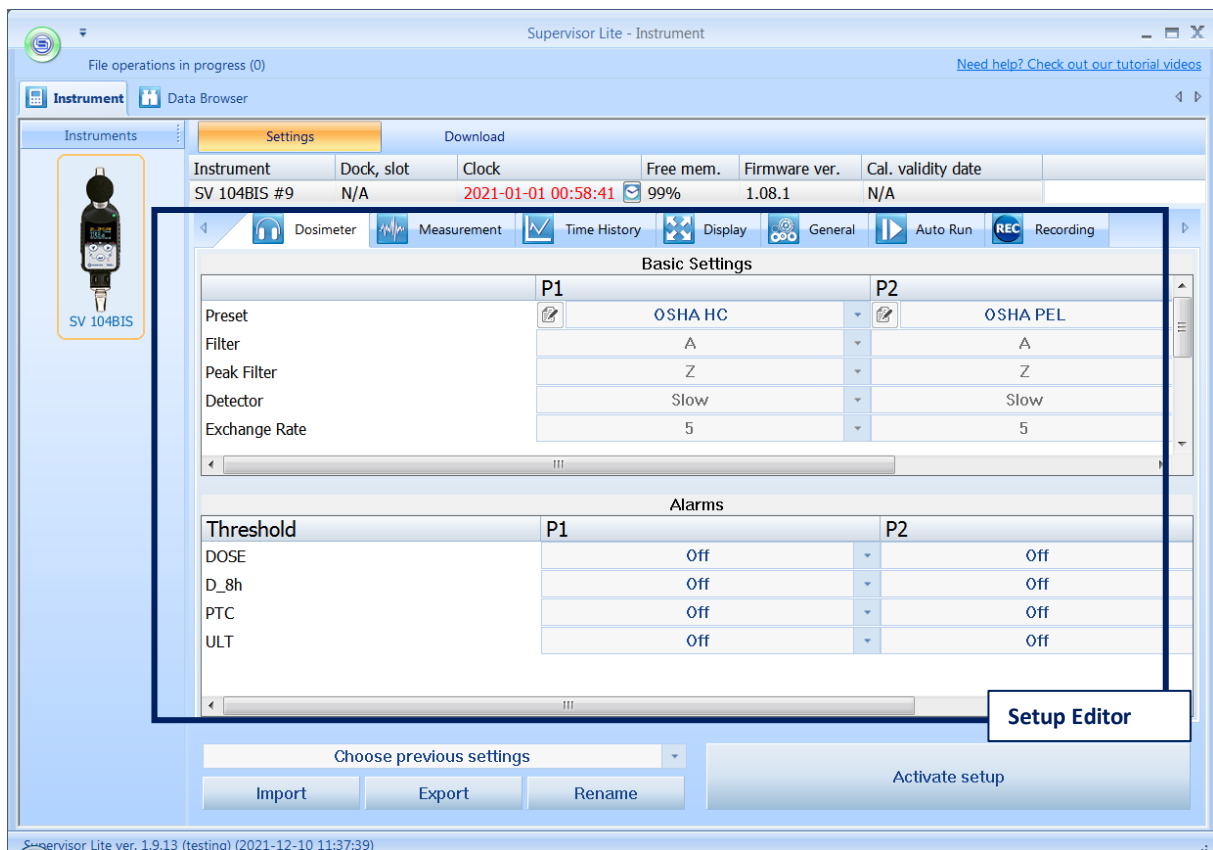 Supervisor Lite - Instrument
File operations in progress (0)
Need help? Check out our tutorial videos
Instrument Data Browser
Instruments Settings Download
Instrument Dock, slot Clock Free mem. Firmware ver. Cal. validity date
SV 104BIS #9 N/A 2021-01-01 00:58:41 99% 1.08.1 N/A
Dosimeter Measurement Time History Display General Auto Run REC Recording
SV 104BIS
Basic Settings
P1 P2
Preset OSHA HC OSHA PEL
Filter A A
Peak Filter Z Z
Detector Slow Slow
Exchange Rate 5 5
Alarms
Threshold P1 P2
DOSE Off Off
D_8h Off Off
PTC Off Off
ULT Off Off
Setup Editor
Choose previous settings
Import Export Rename
Activate setup
Supervisor Lite ver. 1.9.13 (testing) (2021-12-10 11:37:39)